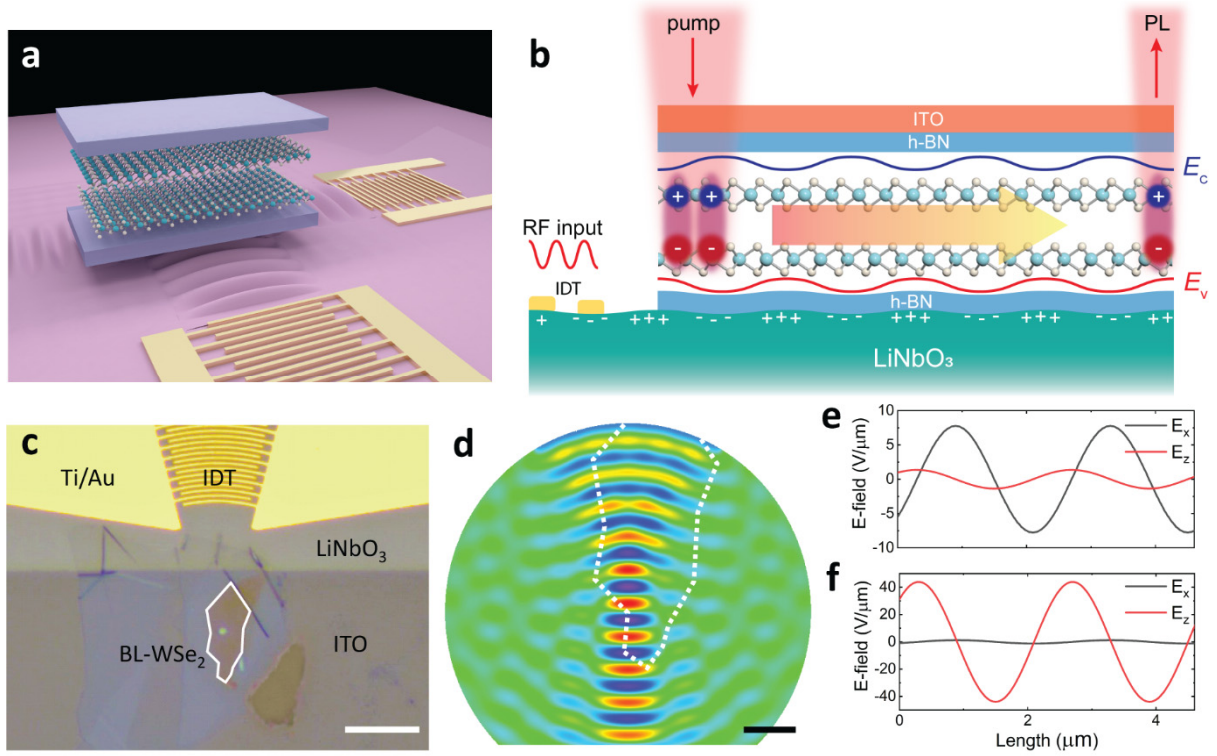 a
b
pump
PL
ITO
h-BN
E_c
+ + +
RF input
- - -
IDT
E_v
h-BN
+ - - - +++ - - - +++ - - - +++ - - - +++ - - - ++
LiNbO₃
c
Ti/Au
IDT
LiNbO₃
BL-WSe₂
ITO
d
e
E-field (V/μm)
10
5
0
-5
-10
E_x
E_z
f
E-field (V/μm)
40
20
0
-20
-40
E_x
E_z
0
2
4
Length (μm)